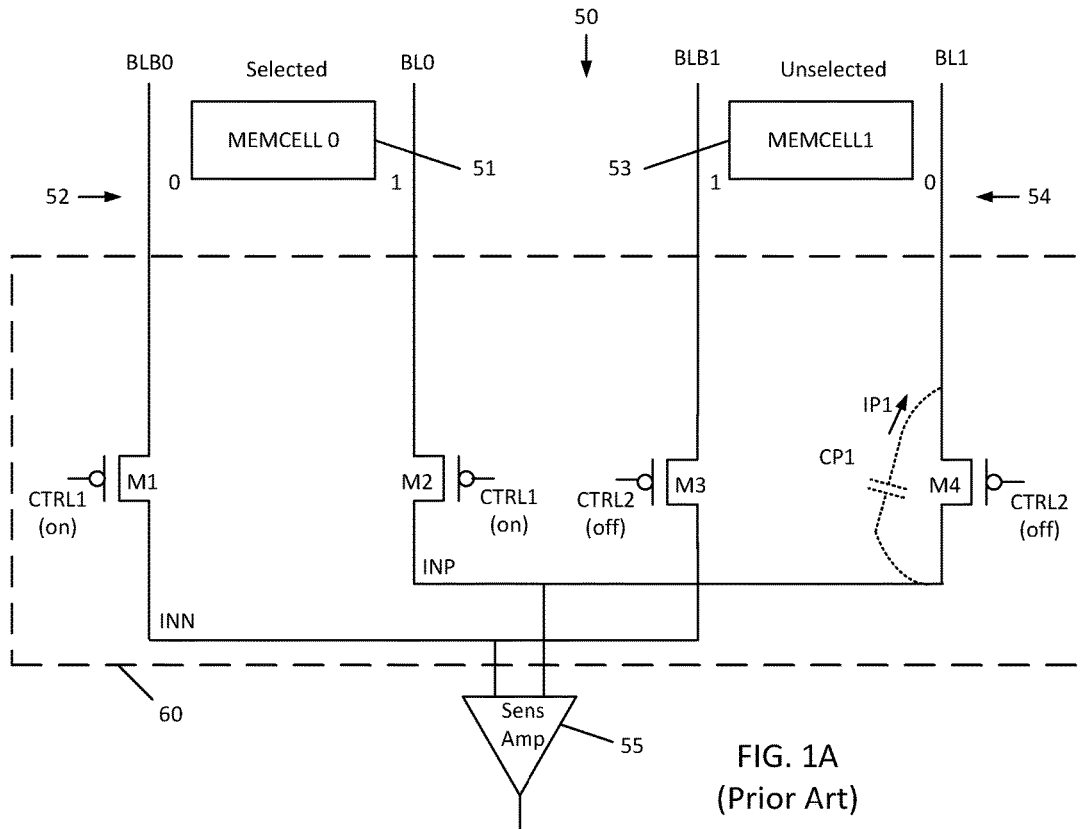 50
BLB0
Selected
BL0
BLB1
Unselected
BL1
MEMCELL 0
51
53
MEMCELL1
52
0
1
1
0
54
IP1
CP1
M1
M2
M3
M4
CTRL1
(on)
CTRL1
(on)
CTRL2
(off)
CTRL2
(off)
INP
INN
60
Sens
Amp
55
FIG. 1A
(Prior Art)